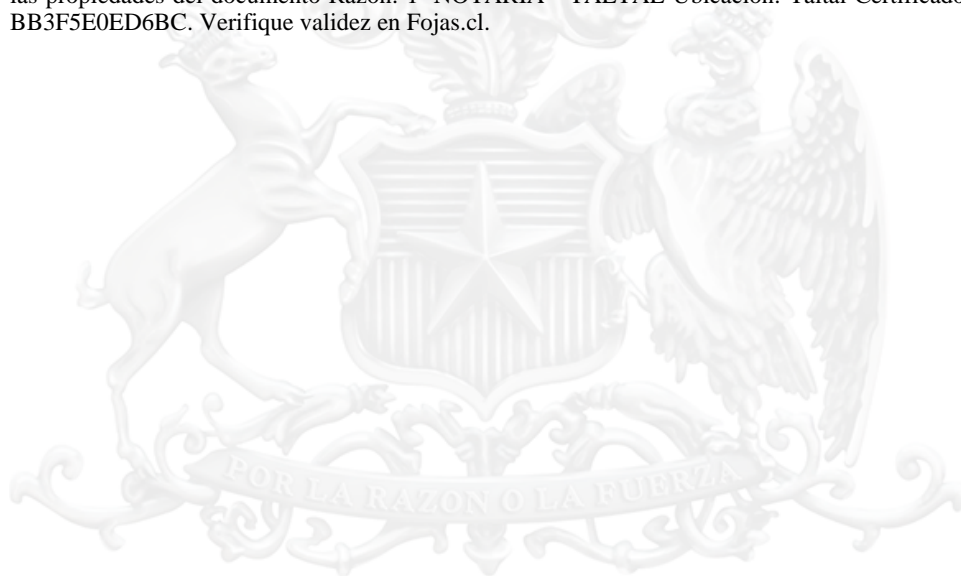 las propiedades del documento Razón: 1ª NOTARIA - TALTAL Ubicación: Taltal Certificado
BB3F5E0ED6BC. Verifique validez en Fojas.cl.
POR LA RAZON O LA FUERZA